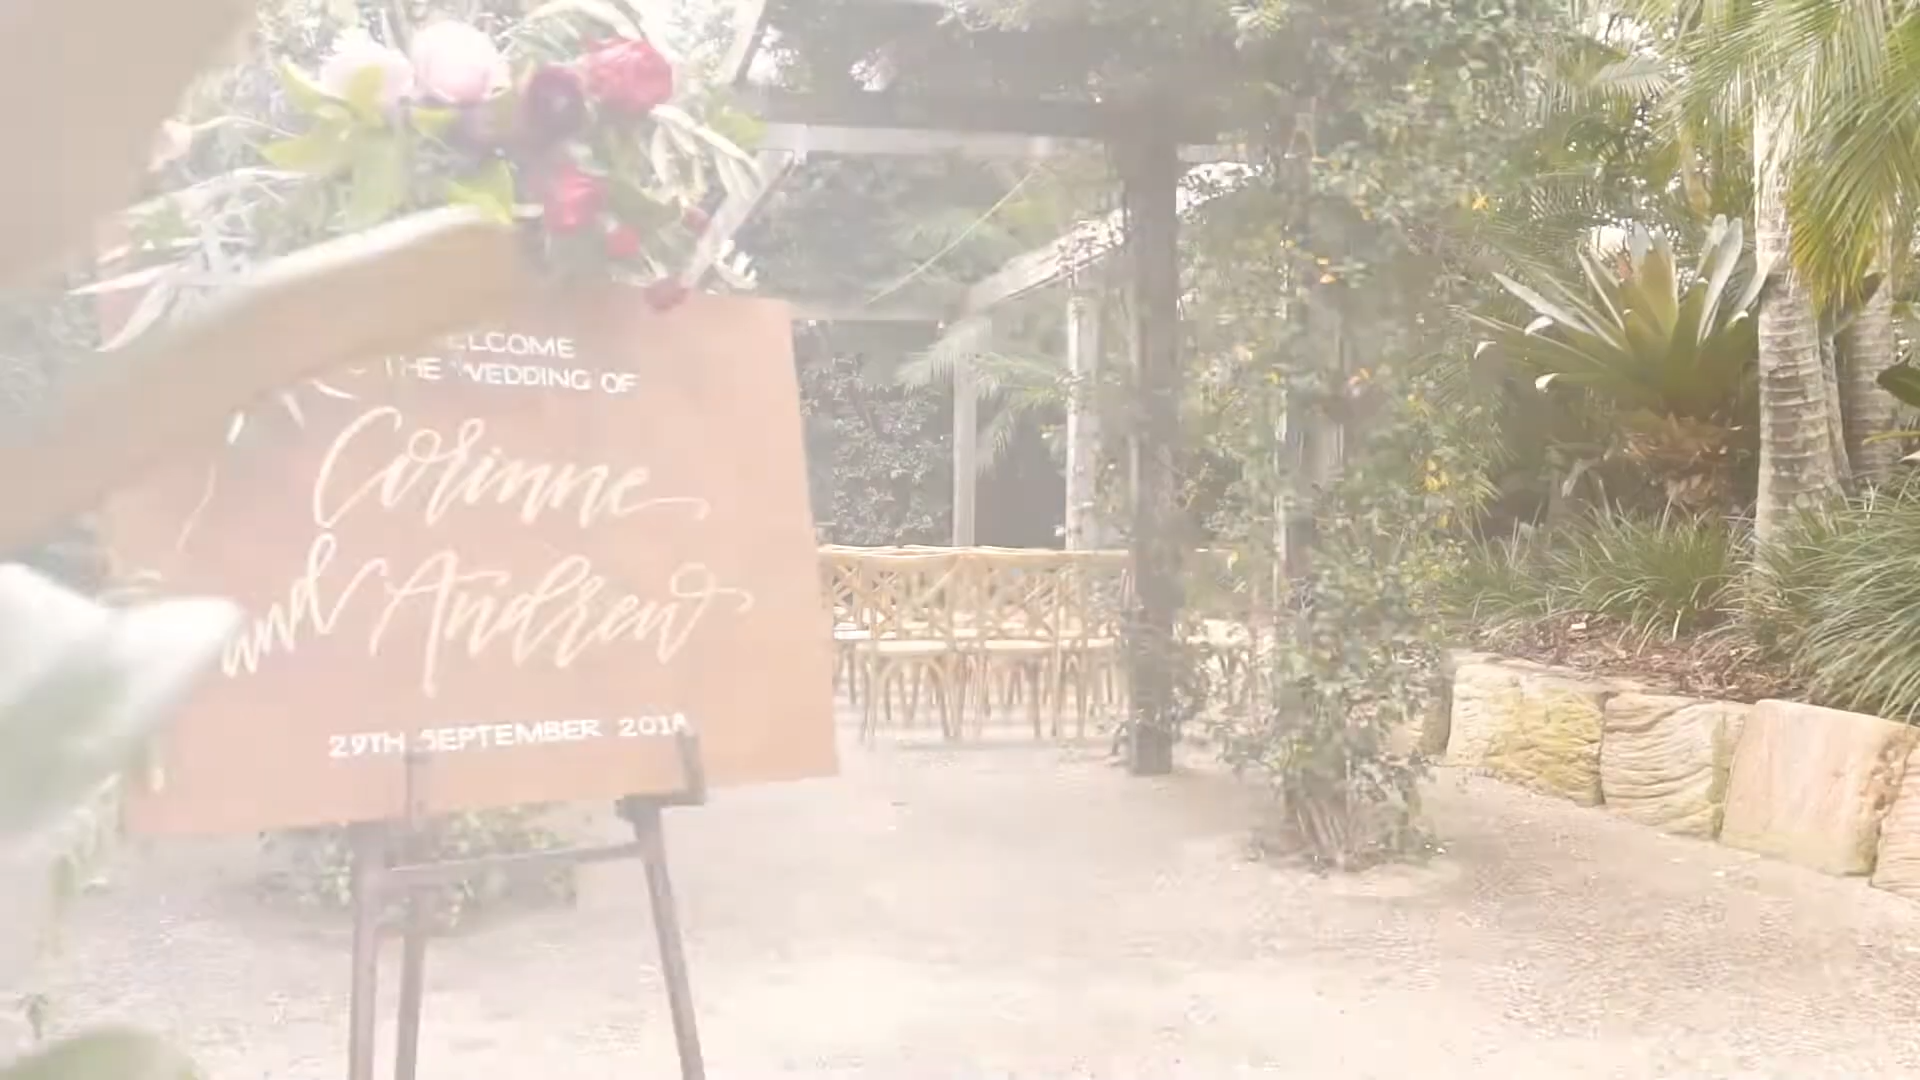 WELCOME
THE WEDDING OF
Corinne
and Andrew
29TH SEPTEMBER 2018